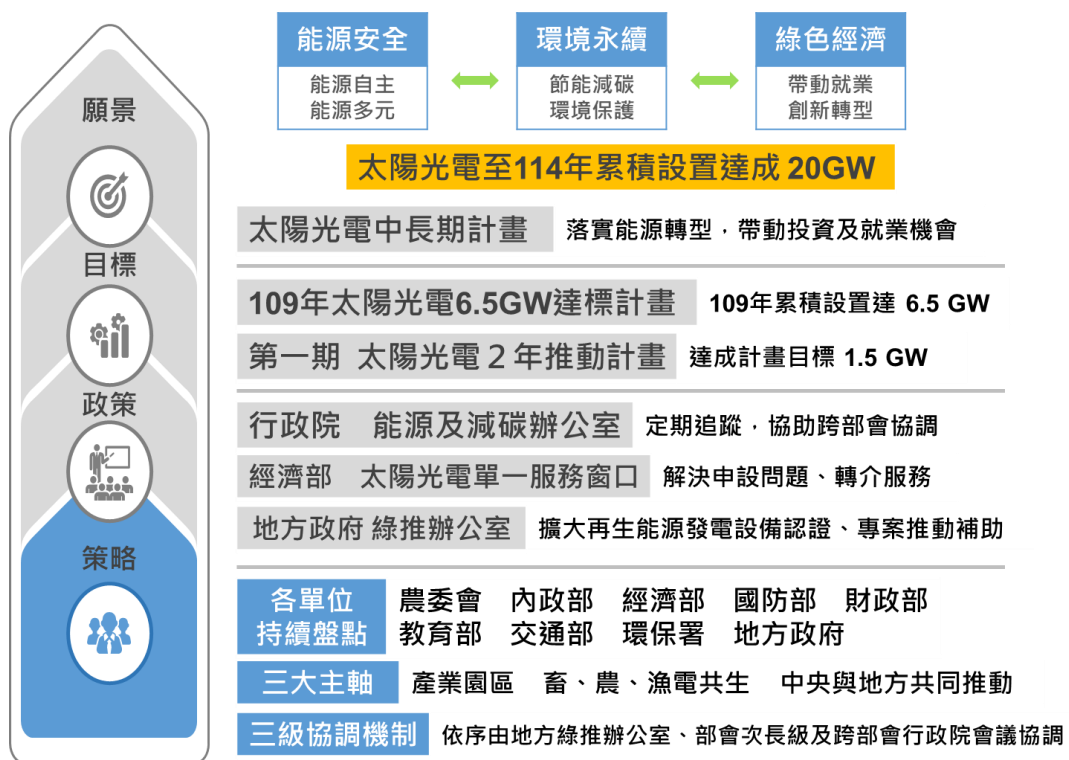 能源安全
能源自主
能源多元
環境永續
節能減碳
環境保護
綠色經濟
帶動就業
創新轉型
願景
太陽光電至114年累積設置達成 20GW
太陽光電中長期計畫 落實能源轉型，帶動投資及就業機會
目標
109年太陽光電6.5GW達標計畫 109年累積設置達 6.5 GW
第一期 太陽光電２年推動計畫 達成計畫目標 1.5 GW
政策
行政院 能源及減碳辦公室 定期追蹤，協助跨部會協調
經濟部 太陽光電單一服務窗口 解決申設問題、轉介服務
地方政府 綠推辦公室 擴大再生能源發電設備認證、專案推動補助
策略
各單位
持續盤點
農委會 內政部 經濟部 國防部 財政部
教育部 交通部 環保署 地方政府
三大主軸 產業園區 畜、農、漁電共生 中央與地方共同推動
三級協調機制 依序由地方綠推辦公室、部會次長級及跨部會行政院會議協調